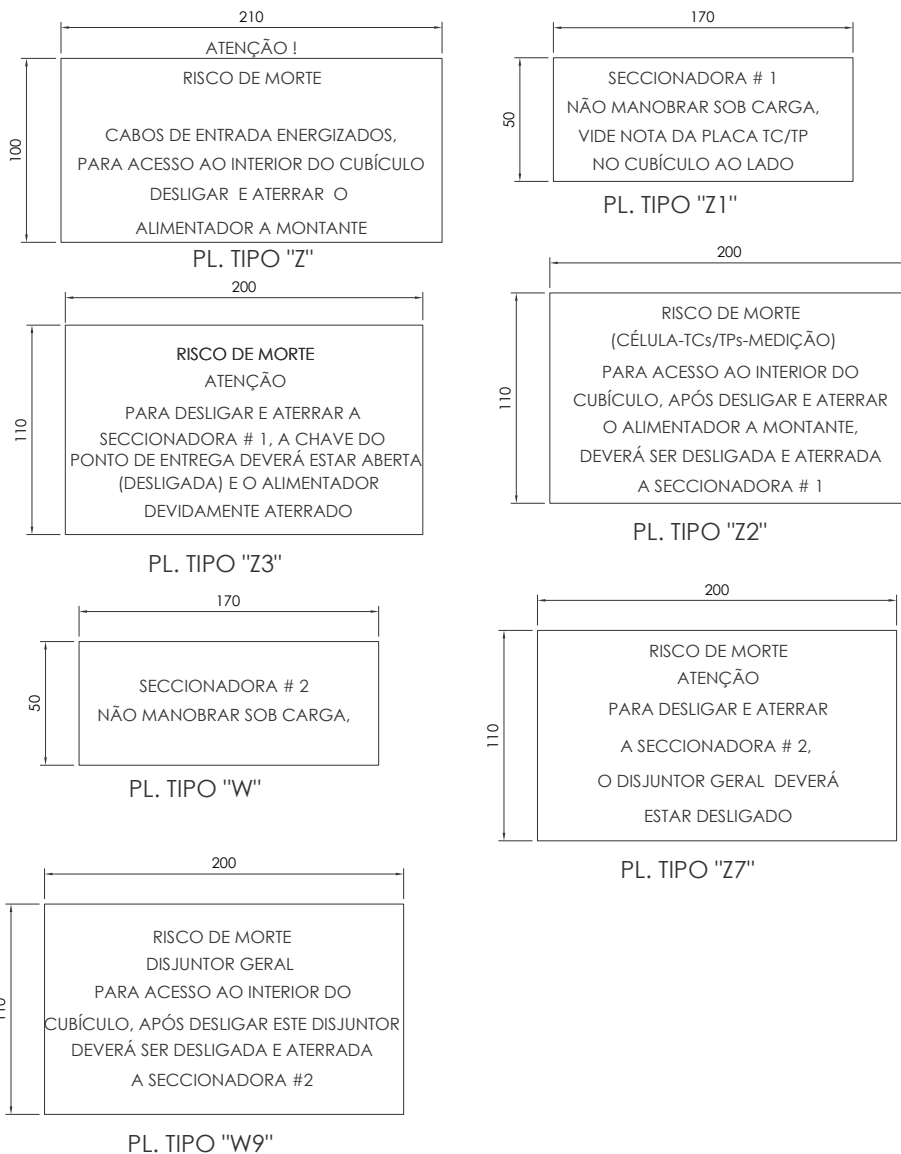 210
ATENÇÃO !
100
RISCO DE MORTE
CABOS DE ENTRADA ENERGIZADOS,
PARA ACESSO AO INTERIOR DO CUBÍCULO
DESLIGAR E ATERRAR O
ALIMENTADOR A MONTANTE
PL. TIPO "Z"
170
50
SECCIONADORA # 1
NÃO MANOBRAR SOB CARGA,
VIDE NOTA DA PLACA TC/TP
NO CUBÍCULO AO LADO
PL. TIPO "Z1"
200
110
RISCO DE MORTE
ATENÇÃO
PARA DESLIGAR E ATERRAR A
SECCIONADORA # 1, A CHAVE DO
PONTO DE ENTREGA DEVERÁ ESTAR ABERTA
(DESLIGADA) E O ALIMENTADOR
DEVIDAMENTE ATERRADO
PL. TIPO "Z3"
200
110
RISCO DE MORTE
(CÉLULA-TCs/TPs-MEDIÇÃO)
PARA ACESSO AO INTERIOR DO
CUBÍCULO, APÓS DESLIGAR E ATERRAR
O ALIMENTADOR A MONTANTE,
DEVERÁ SER DESLIGADA E ATERRADA
A SECCIONADORA # 1
PL. TIPO "Z2"
170
50
SECCIONADORA # 2
NÃO MANOBRAR SOB CARGA,
PL. TIPO "W"
200
110
RISCO DE MORTE
ATENÇÃO
PARA DESLIGAR E ATERRAR
A SECCIONADORA # 2,
O DISJUNTOR GERAL DEVERÁ
ESTAR DESLIGADO
PL. TIPO "Z7"
200
110
RISCO DE MORTE
DISJUNTOR GERAL
PARA ACESSO AO INTERIOR DO
CUBÍCULO, APÓS DESLIGAR ESTE DISJUNTOR
DEVERÁ SER DESLIGADA E ATERRADA
A SECCIONADORA #2
PL. TIPO "W9"